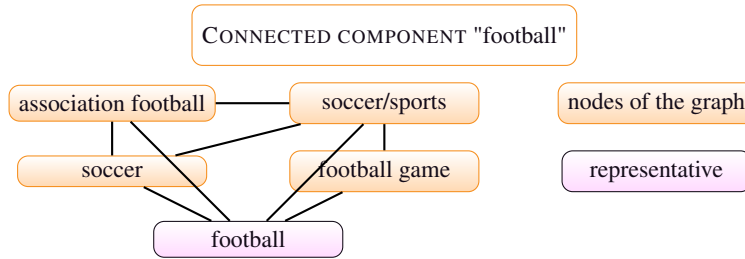 CONNECTED COMPONENT "football"
association football
soccer/sports
nodes of the graph
soccer
football game
representative
football